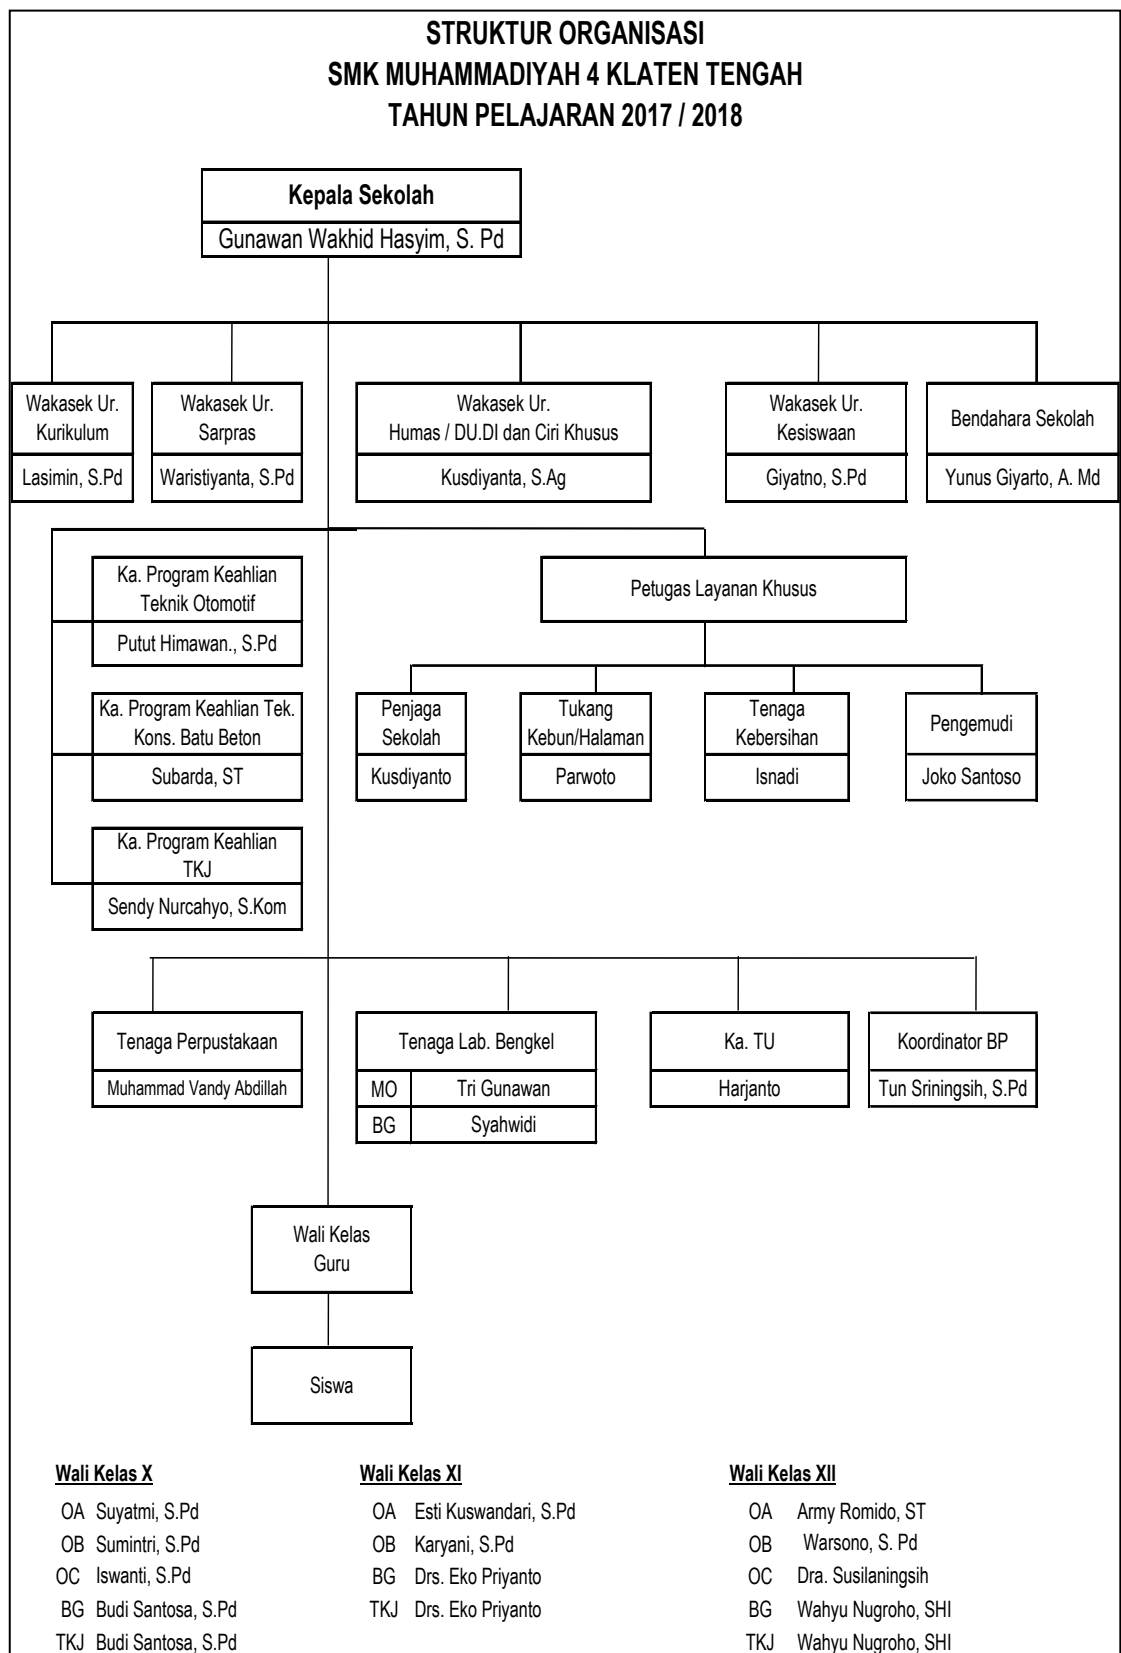 STRUKTUR ORGANISASI
SMK MUHAMMADIYAH 4 KLATEN TENGAH
TAHUN PELAJARAN 2017 / 2018
Kepala Sekolah
Gunawan Wakhid Hasyim, S. Pd
Wakasek Ur.
Kurikulum
Lasimin, S.Pd
Wakasek Ur.
Sarpras
Waristiyanta, S.Pd
Wakasek Ur.
Humas / DU.DI dan Ciri Khusus
Kusdiyanta, S.Ag
Wakasek Ur.
Kesiswaan
Giyatno, S.Pd
Bendahara Sekolah
Yunus Giyarto, A. Md
Ka. Program Keahlian
Teknik Otomotif
Putut Himawan., S.Pd
Ka. Program Keahlian Tek.
Kons. Batu Beton
Subarda, ST
Ka. Program Keahlian
TKJ
Sendy Nurcahyo, S.Kom
Petugas Layanan Khusus
Penjaga
Sekolah
Kusdiyanto
Tukang
Kebun/Halaman
Parwoto
Tenaga
Kebersihan
Isnadi
Pengemudi
Joko Santoso
Tenaga Perpustakaan
Muhammad Vandy Abdillah
Tenaga Lab. Bengkel
MO Tri Gunawan
BG Syahwidi
Ka. TU
Harjanto
Koordinator BP
Tun Sriningsih, S.Pd
Wali Kelas
Guru
Siswa
Wali Kelas X
OA Suyatmi, S.Pd
OB Sumintri, S.Pd
OC Iswanti, S.Pd
BG Budi Santosa, S.Pd
TKJ Budi Santosa, S.Pd
Wali Kelas XI
OA Esti Kuswandari, S.Pd
OB Karyani, S.Pd
BG Drs. Eko Priyanto
TKJ Drs. Eko Priyanto
Wali Kelas XII
OA Army Romido, ST
OB Warsono, S. Pd
OC Dra. Susilaningsih
BG Wahyu Nugroho, SHI
TKJ Wahyu Nugroho, SHI